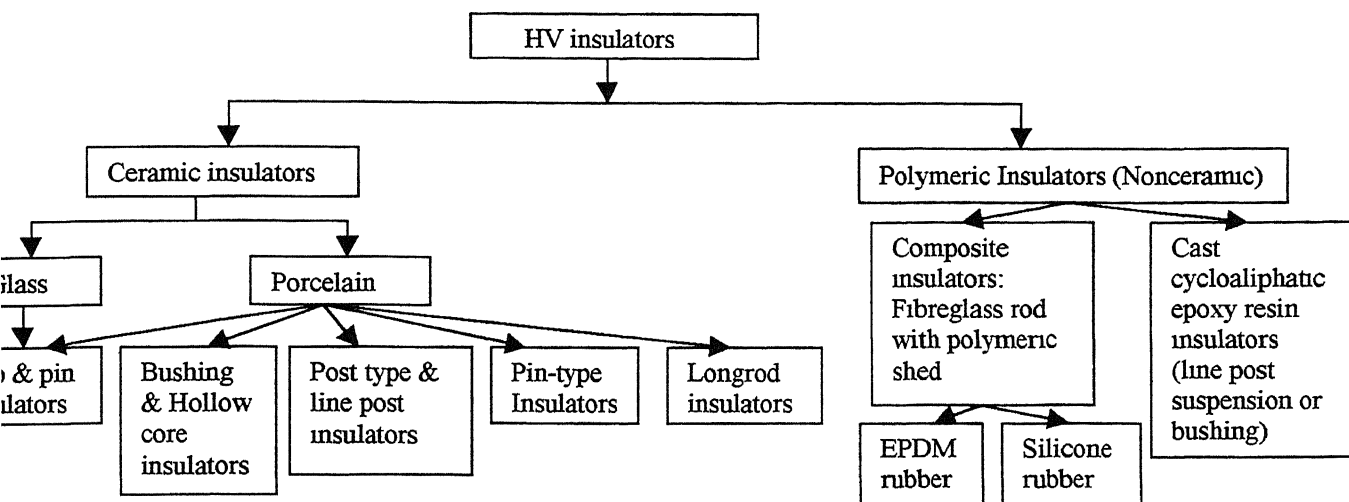 HV insulators
Ceramic insulators
Polymeric Insulators (Nonceramic)
Glass
Porcelain
Composite
insulators:
Fibreglass rod
with polymeric
shed
Cast
cycloaliphatic
epoxy resin
insulators
(line post
suspension or
bushing)
& pin
Bushing
& Hollow
core
insulators
Post type &
line post
insulators
Pin-type
Insulators
Longrod
insulators
EPDM
rubber
Silicone
rubber